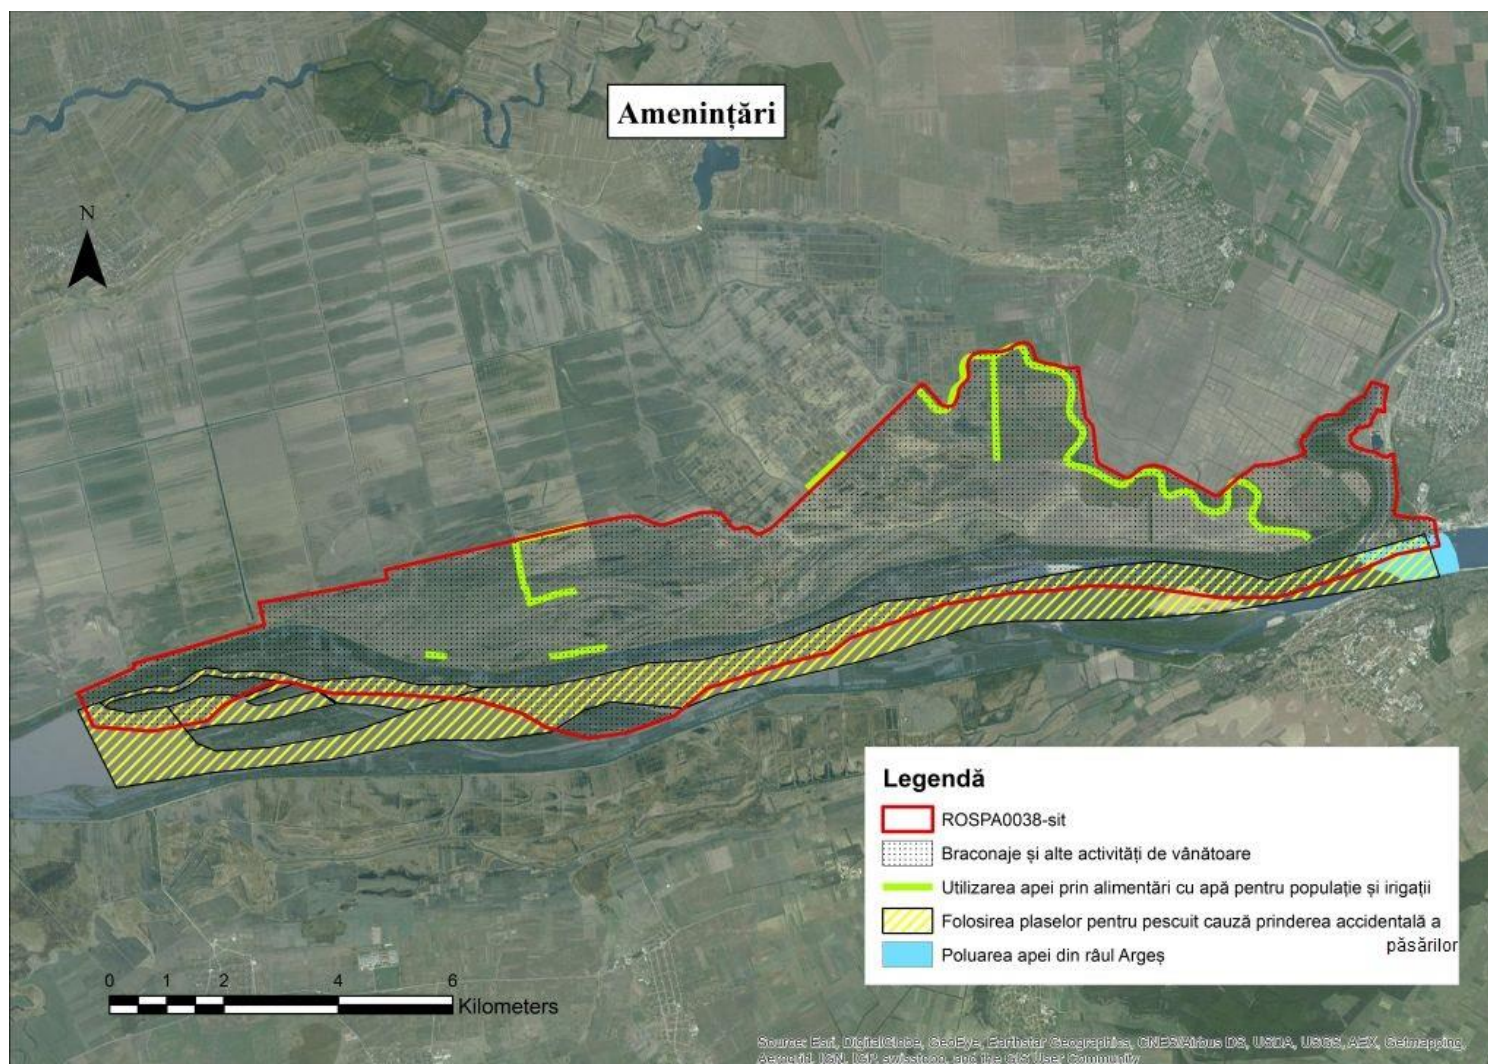 Amenințări
N
Legendă
ROSPA0038-sit
Braconaje și alte activități de vânătoare
Utilizarea apei prin alimentări cu apă pentru populație și irigații
Folosirea plaselor pentru pescuit cauză prinderea accidentală a
păsărilor
Poluarea apei din râul Argeș
0 1 2 4 6
Kilometers
Source: Esri, DigitalGlobe, GeoEye, Earthstar Geographics, CNES/Airbus DS, USDA, USGS, AEX, Getmapping,
Aerogrid, IGN, IGP, swisstopo, and the GIS User Community